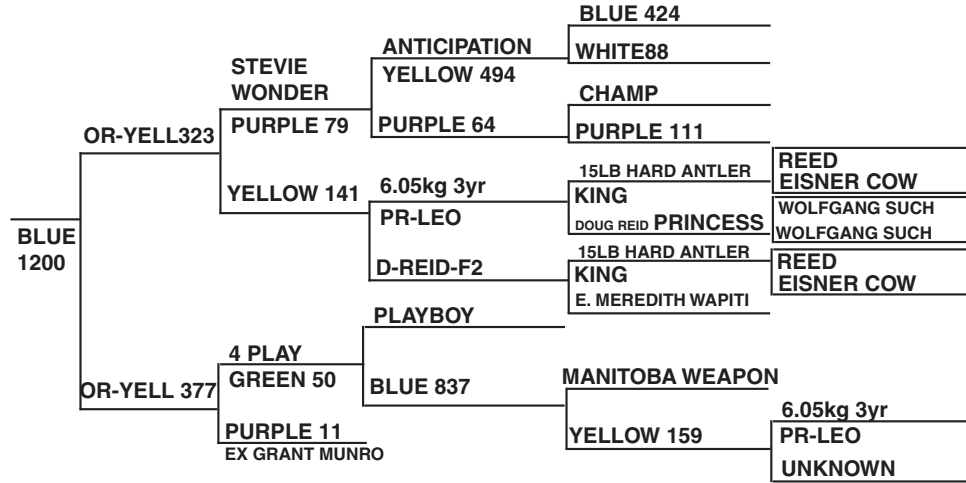 BLUE 424
ANTICIPATION
WHITE88
STEVIE
WONDER
YELLOW 494
CHAMP
PURPLE 79
PURPLE 64
PURPLE 111
OR-YELL323
15LB HARD ANTLER
REED
EISNER COW
YELLOW 141
6.05kg 3yr
KING
PR-LEO
DOUG REID PRINCESS
WOLFGANG SUCH
WOLFGANG SUCH
BLUE
1200
15LB HARD ANTLER
REED
D-REID-F2
KING
EISNER COW
E. MEREDITH WAPITI
PLAYBOY
4 PLAY
GREEN 50
OR-YELL 377
BLUE 837
MANITOBA WEAPON
6.05kg 3yr
PURPLE 11
YELLOW 159
PR-LEO
EX GRANT MUNRO
UNKNOWN